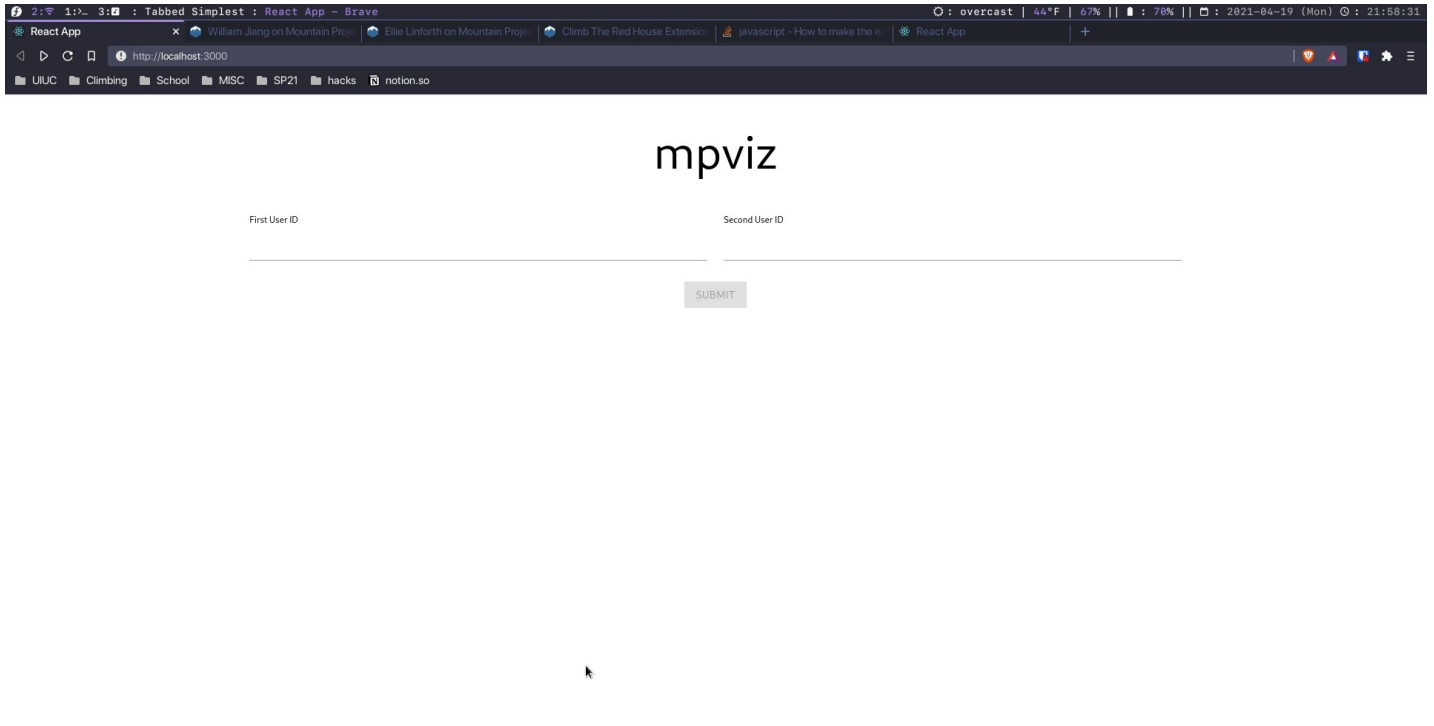 2: 1:>_ 3: : Tabbed Simplest : React App - Brave : overcast | 44°F | 67% || : 70% || : 2021-04-19 (Mon) : 21:58:31
React App × William Jiang on Mountain Proje Ellie Linforth on Mountain Projec Climb The Red House Extension javascript - How to make the en React App +
http://localhost:3000
UIUC Climbing School MISC SP21 hacks notion.so
mpviz
First User ID Second User ID
SUBMIT